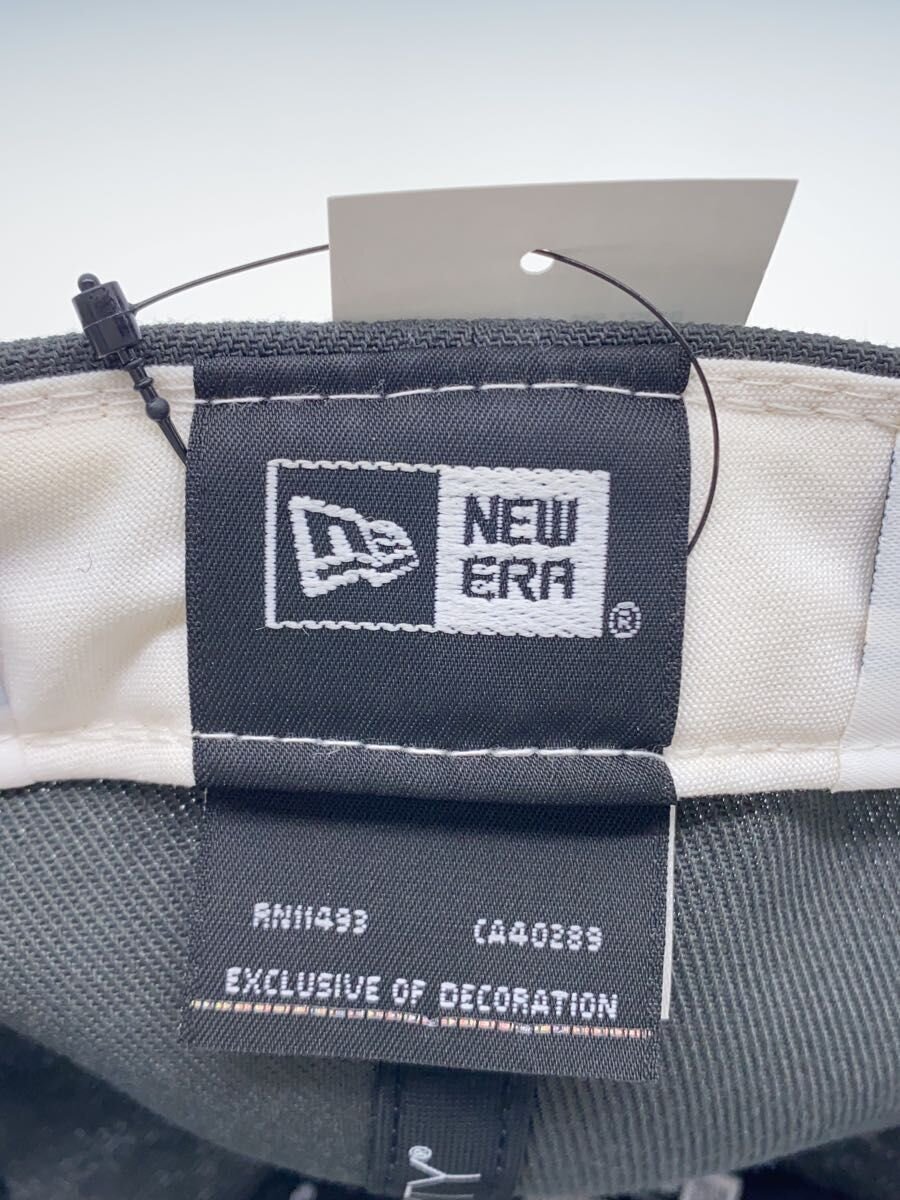 NEW
ERA
®
RN11493 CA40289
EXCLUSIVE OF DECORATION